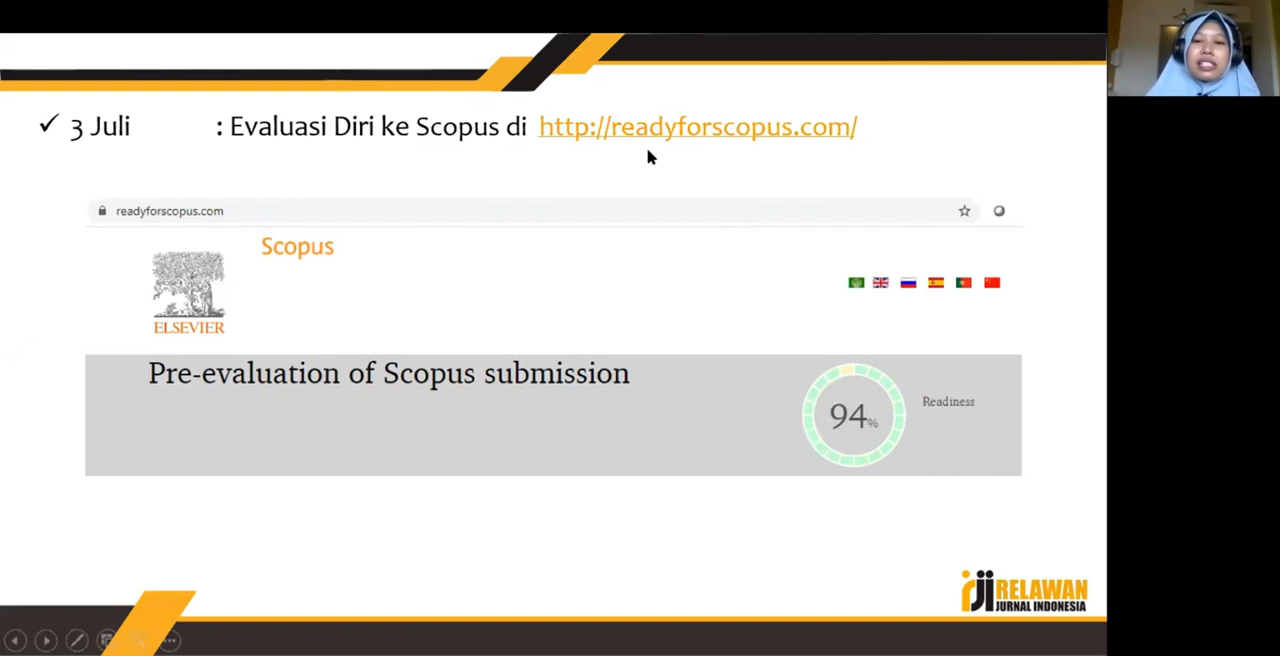 ✓ 3 Juli : Evaluasi Diri ke Scopus di http://readyforscopus.com/
readyforscopus.com
Scopus
ELSEVIER
Pre-evaluation of Scopus submission
94%
Readiness
rji RELAWAN
JURNAL INDONESIA